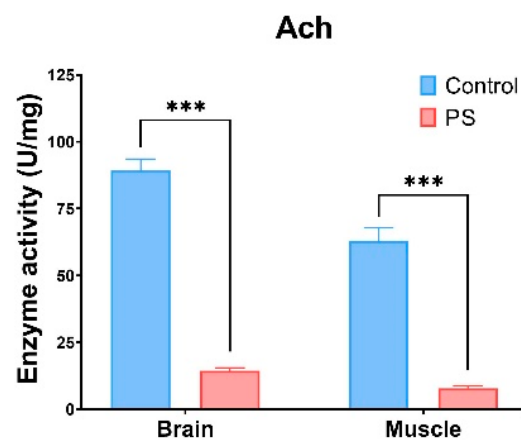 Ach
Enzyme activity (U/mg)
125
100
75
50
25
0
Control
PS
***
***
Brain
Muscle